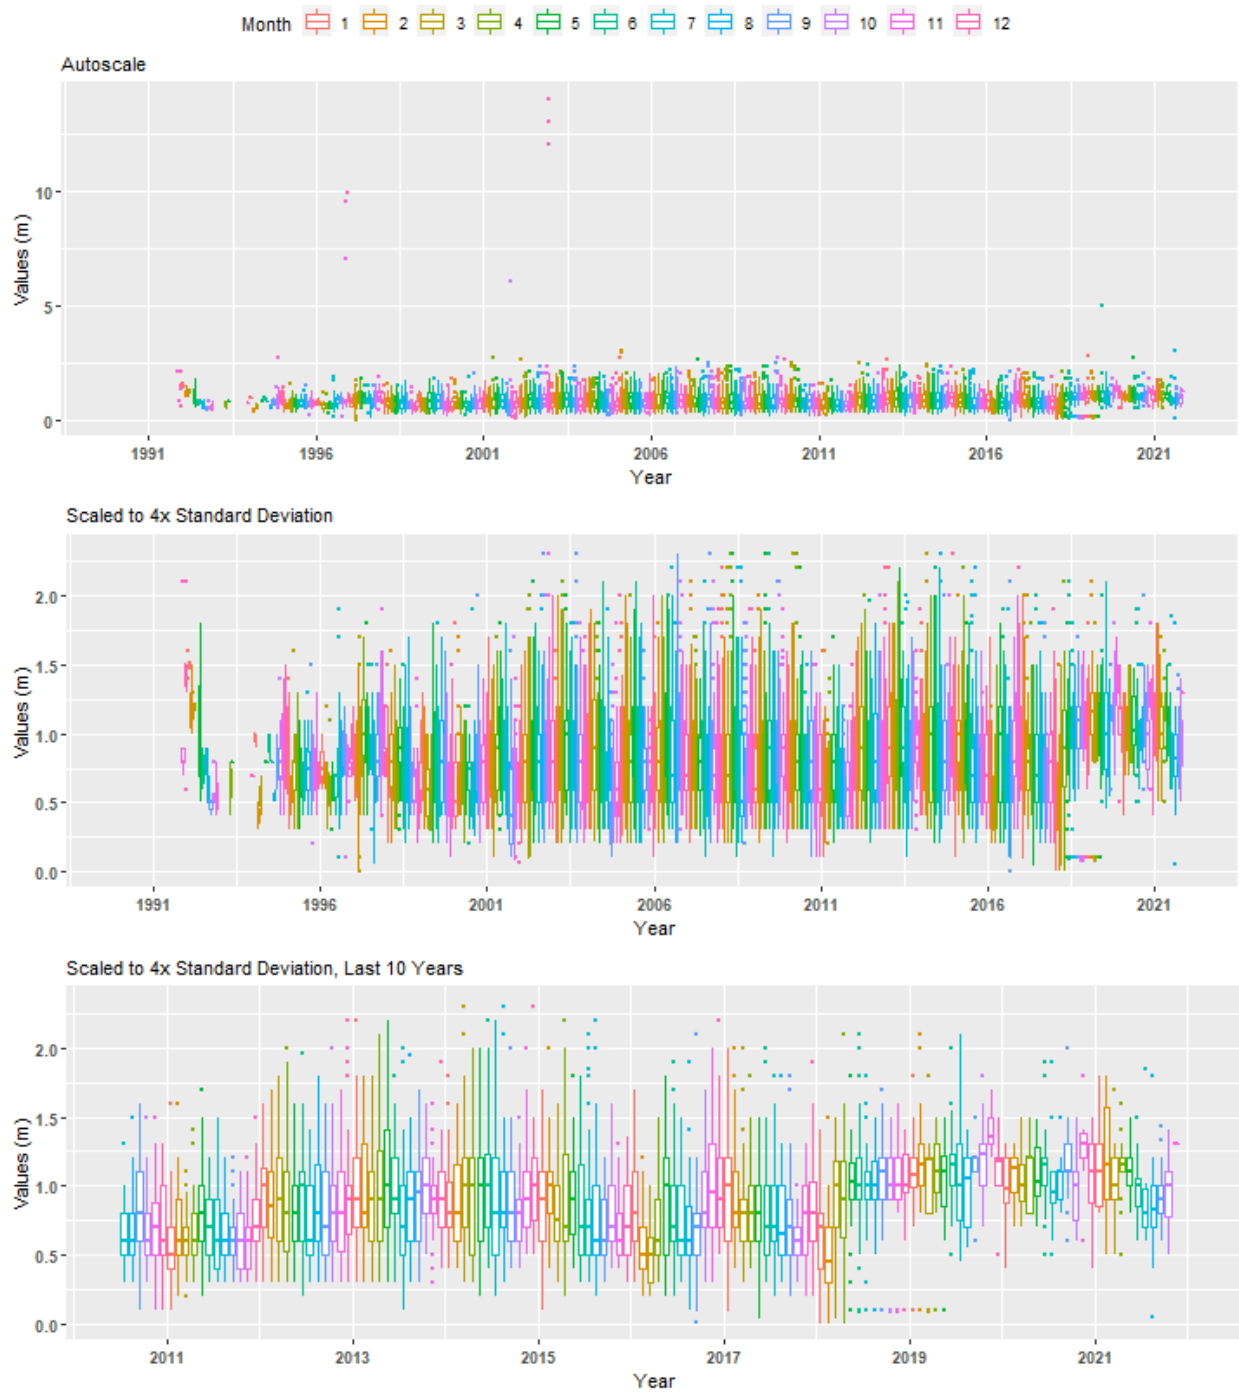 Month 1 2 3 4 5 6 7 8 9 10 11 12
Autoscale
Values (m)
10
5
0
1991 1996 2001 2006 2011 2016 2021
Year
Scaled to 4x Standard Deviation
Values (m)
2.0
1.5
1.0
0.5
0.0
1991 1996 2001 2006 2011 2016 2021
Year
Scaled to 4x Standard Deviation, Last 10 Years
Values (m)
2.0
1.5
1.0
0.5
0.0
2011 2013 2015 2017 2019 2021
Year